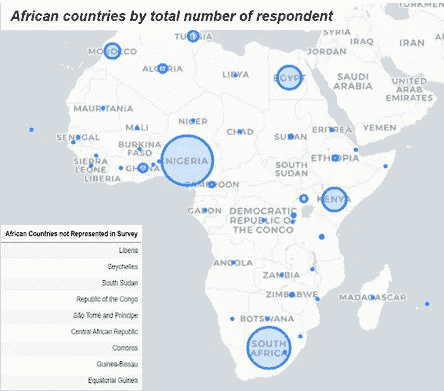 African countries by total number of respondent
TURKMEN
SYRIA
IRAQ
IRAN
JORDAN
TUNISIA
MOROCCO
ALGERIA
LIBYA
EGYPT
SAUDI
ARABIA
UNITED
ARAB
EMIRATES
MAURITANIA
MALI
NIGER
CHAD
SUDAN
ERITREA
YEMEN
SENEGAL
BURKINA
FASO
SIERRA
LEONE
LIBERIA
GHANA
NIGERIA
SOUTH
SUDAN
ETHIOPIA
CAMEROON
GABON
DEMOCRATIC
REPUBLIC OF
THE CONGO
KENYA
ANGOLA
ZAMBIA
ZIMBABWE
MADAGASCAR
BOTSWANA
SOUTH
AFRICA
African Countries not Represented in Survey
Liberia
Seychelles
South Sudan
Republic of the Congo
São Tomé and Príncipe
Central African Republic
Comoros
Guinea-Bissau
Equatorial Guinea